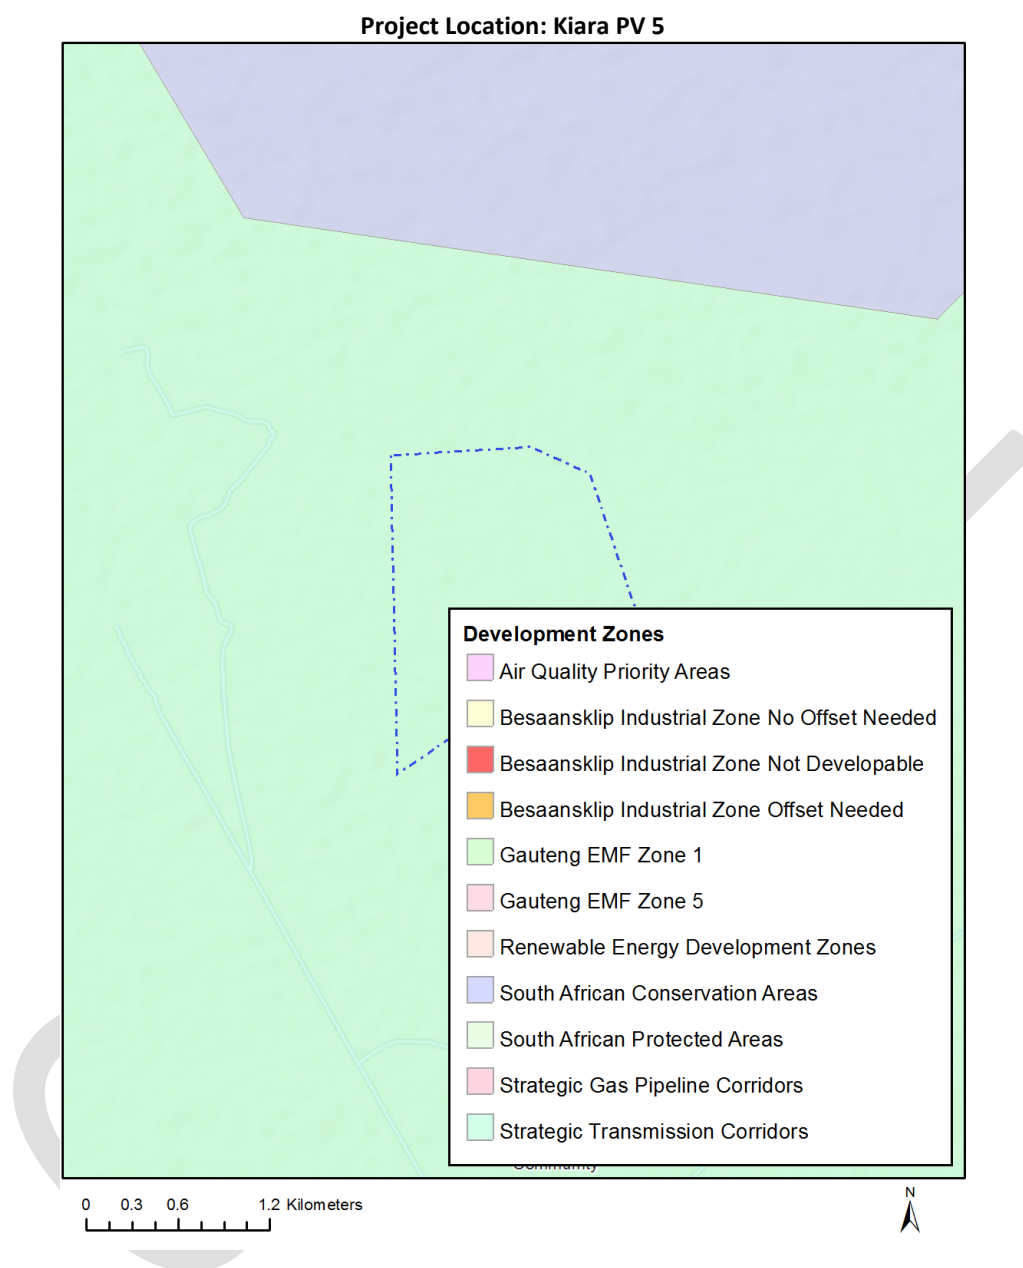 Project Location: Kiara PV 5
Development Zones
Air Quality Priority Areas
Besaansklip Industrial Zone No Offset Needed
Besaansklip Industrial Zone Not Developable
Besaansklip Industrial Zone Offset Needed
Gauteng EMF Zone 1
Gauteng EMF Zone 5
Renewable Energy Development Zones
South African Conservation Areas
South African Protected Areas
Strategic Gas Pipeline Corridors
Strategic Transmission Corridors
Community
0 0.3 0.6 1.2 Kilometers
N